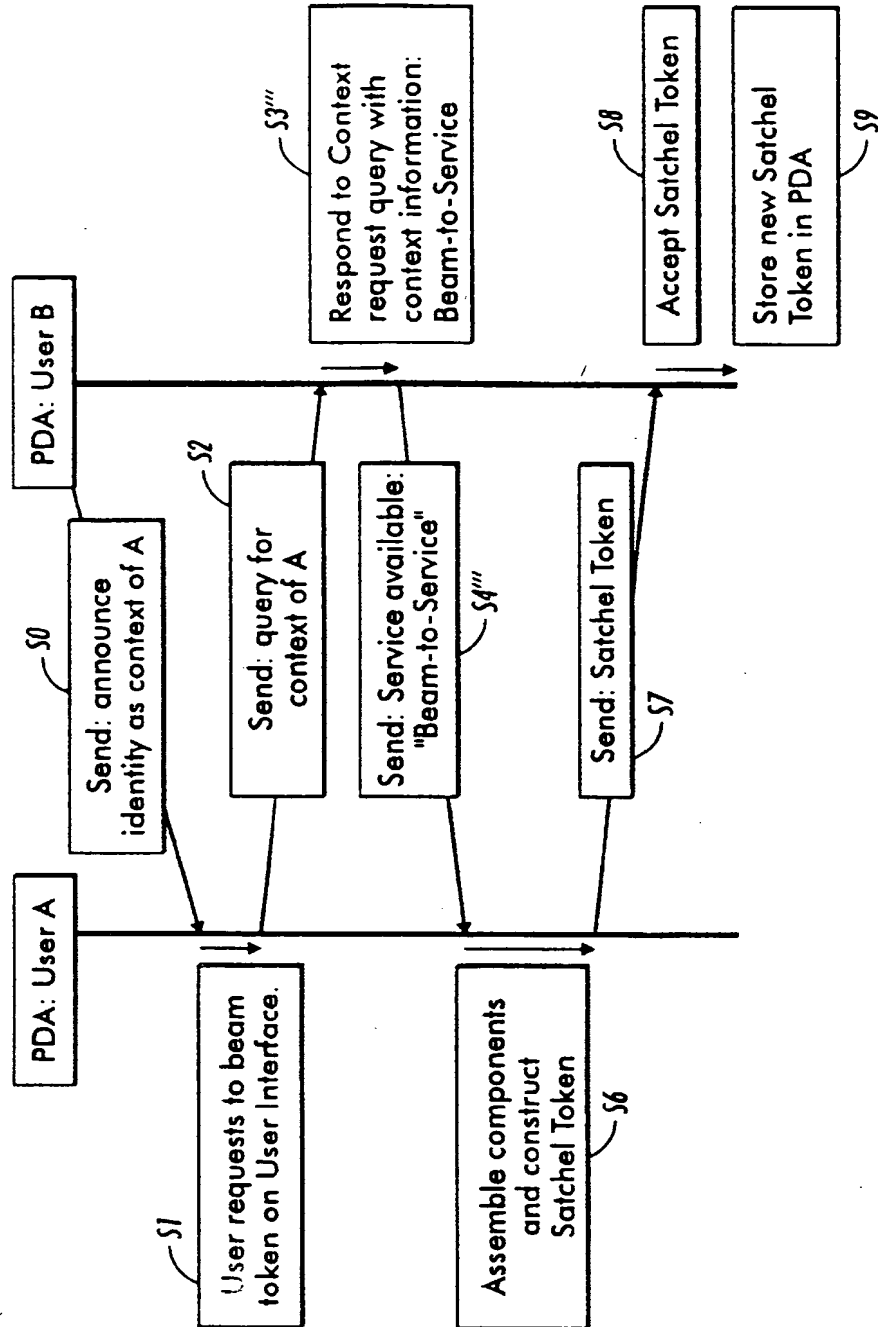 PDA: User A
PDA: User B
S0
Send: announce
identity as context of A
S1
User requests to beam
token on User Interface.
S2
Send: query for
context of A
S3'''
Respond to Context
request query with
context information:
Beam-to-Service
Send: Service available:
"Beam-to-Service"
S4'''
Assemble components
and construct
Satchel Token
S6
Send: Satchel Token
S7
S8
Accept Satchel Token
Store new Satchel
Token in PDA
S9